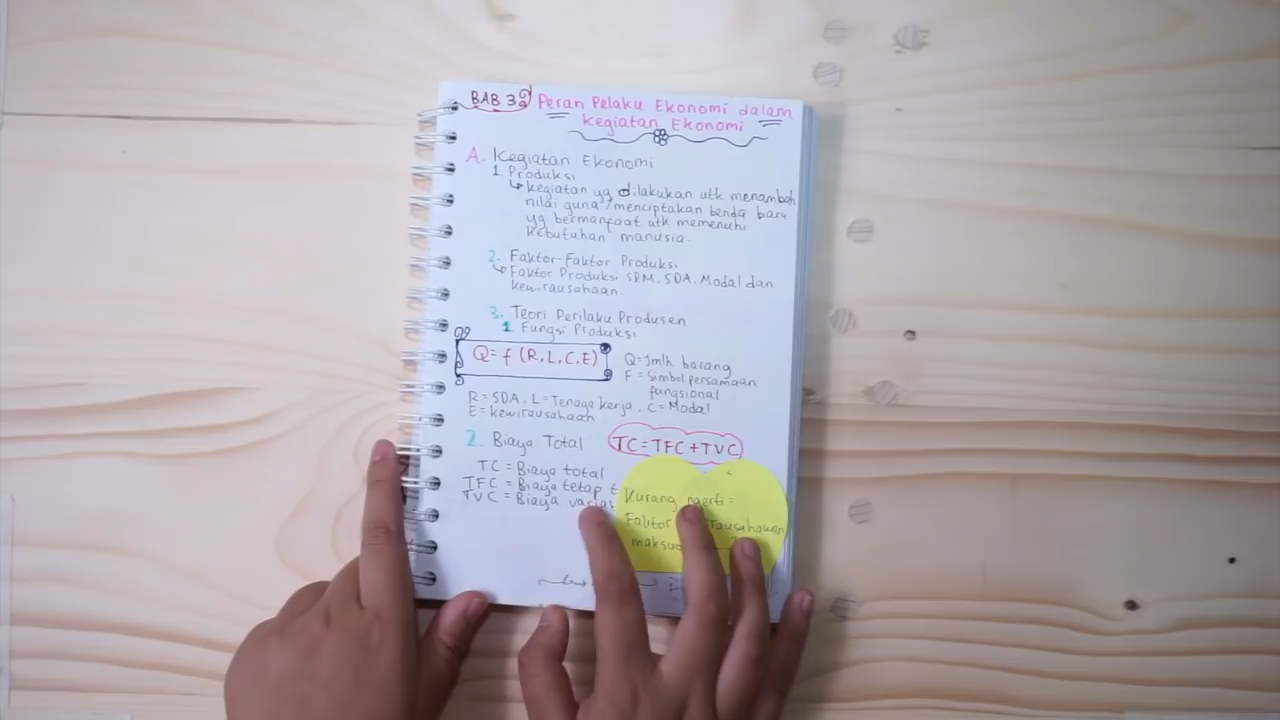 BAB 3 Peran Pelaku Ekonomi dalam
kegiatan Ekonomi
A. Kegiatan Ekonomi
1 Produksi
kegiatan yg dilakukan utk menambah
nilai guna / menciptakan benda baru
yg bermanfaat utk memenuhi
kebutuhan manusia.
2. Faktor-Faktor Produksi
Faktor Produksi SDM, SDA, Modal dan
kewirausahaan.
3. Teori Perilaku Produsen
1 Fungsi Produksi
Q = f (R, L, C, E)
Q = Jmlh barang
F = Simbol persamaan
fungsional
R = SDA, L = Tenaga kerja, C = Modal
E = kewirausahaan
2. Biaya Total
TC = TFC + TVC
TC = Biaya total
TFC = Biaya tetap
TVC = Biaya
Kurang ngerti =
Faktor